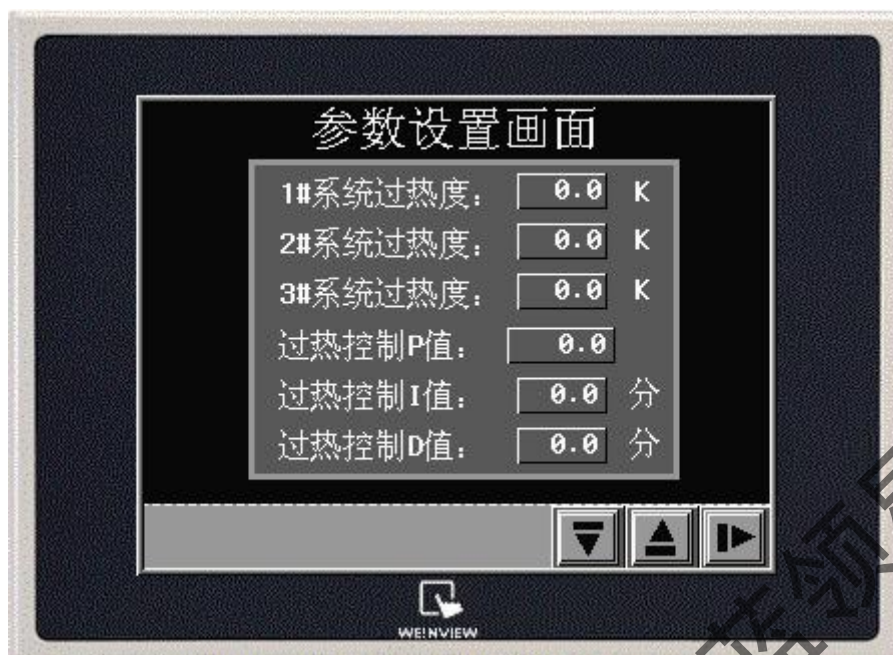 参数设置画面
1#系统过热度： 0.0 K
2#系统过热度： 0.0 K
3#系统过热度： 0.0 K
过热控制P值： 0.0
过热控制I值： 0.0 分
过热控制D值： 0.0 分
WEINVIEW
蓝领